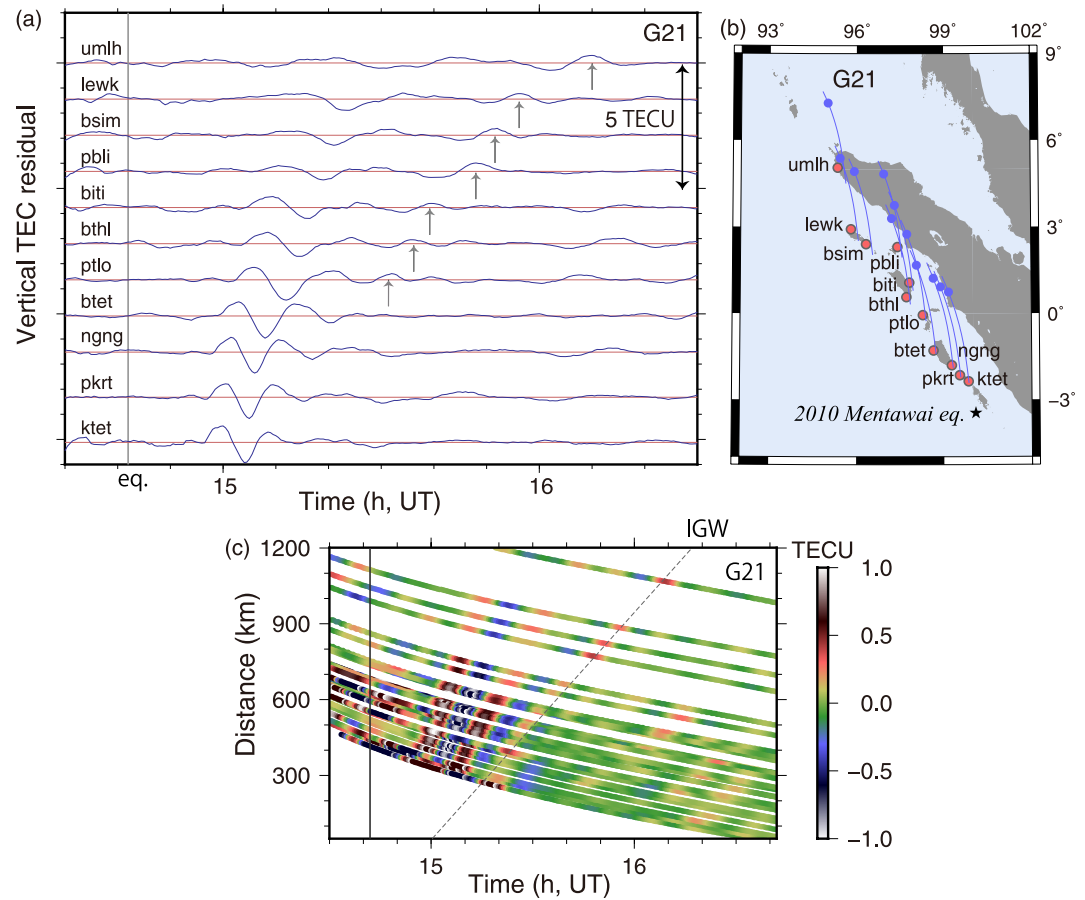 (a)
G21
umlh
lewk
bsim
5 TECU
pbli
biti
bthl
ptlo
btet
ngng
pkrt
ktet
Vertical TEC residual
eq.
15
16
Time (h, UT)
(b)
93
96
99
102
9°
6°
3°
0°
−3°
G21
umlh
lewk
bsim
pbli
biti
bthl
ptlo
btet
ngng
pkrt
ktet
2010 Mentawai eq.
(c)
IGW
G21
1200
900
600
300
Distance (km)
15
16
Time (h, UT)
TECU
1.0
0.5
0.0
−0.5
−1.0